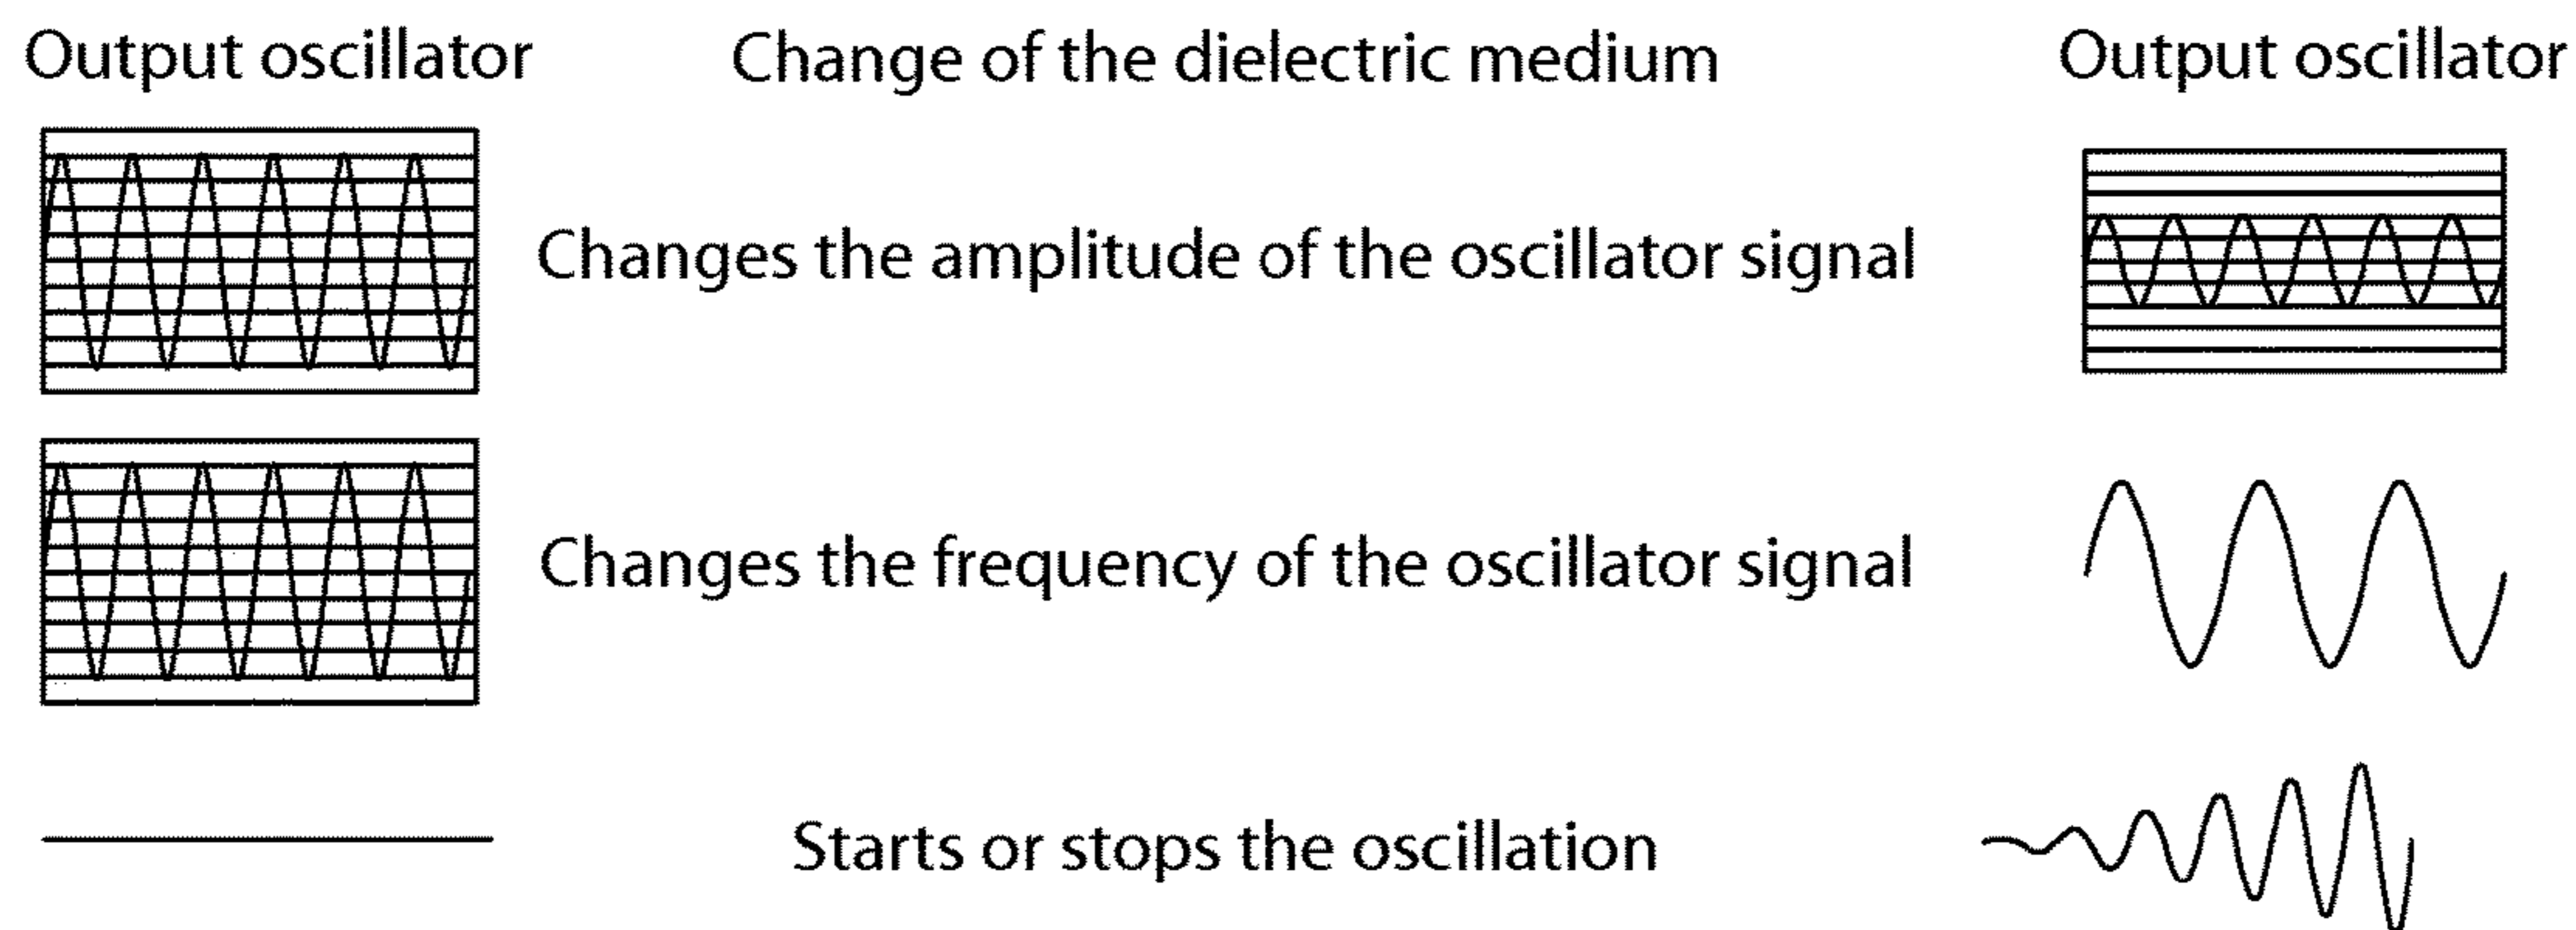 Output oscillator
Change of the dielectric medium
Output oscillator
Changes the amplitude of the oscillator signal
Changes the frequency of the oscillator signal
Starts or stops the oscillation